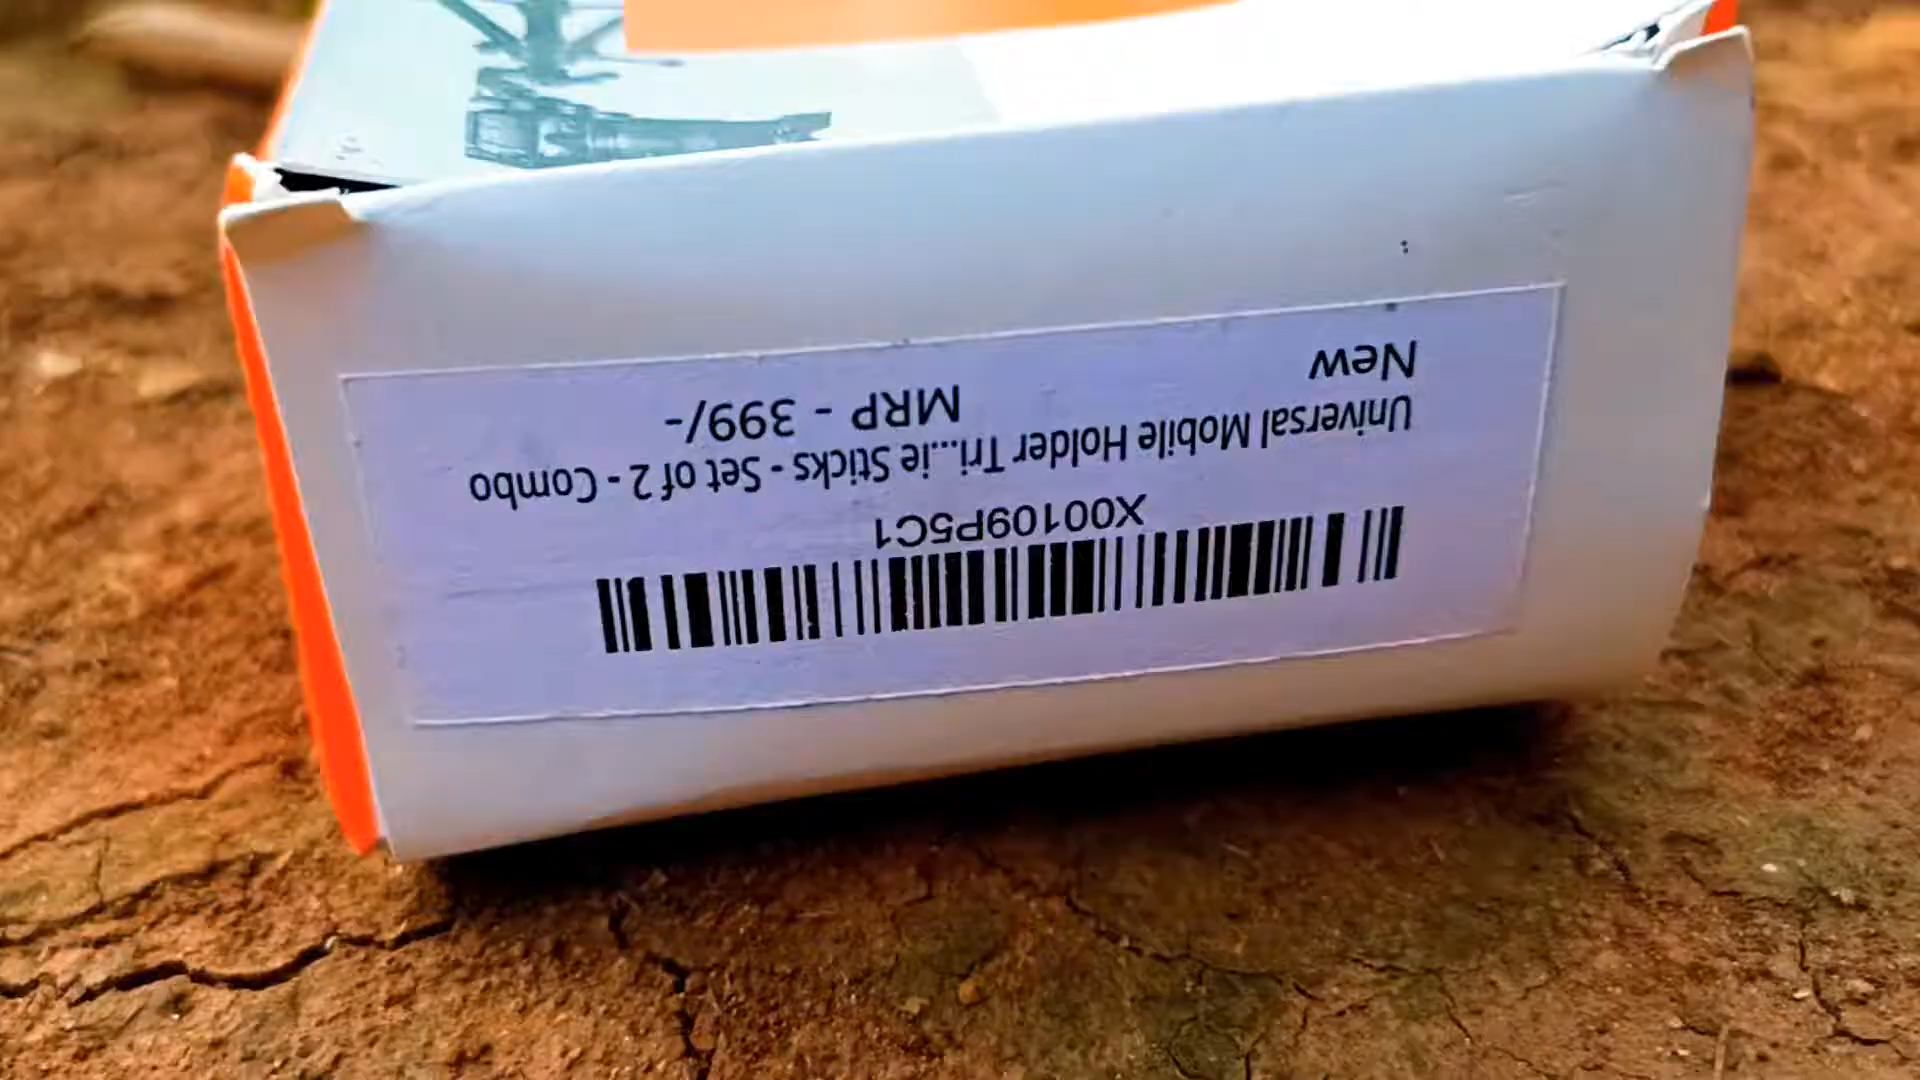 X00109P5C1
Universal Mobile Holder Tri...ie Sticks - Set of 2 - Combo
New
MRP - 399/-